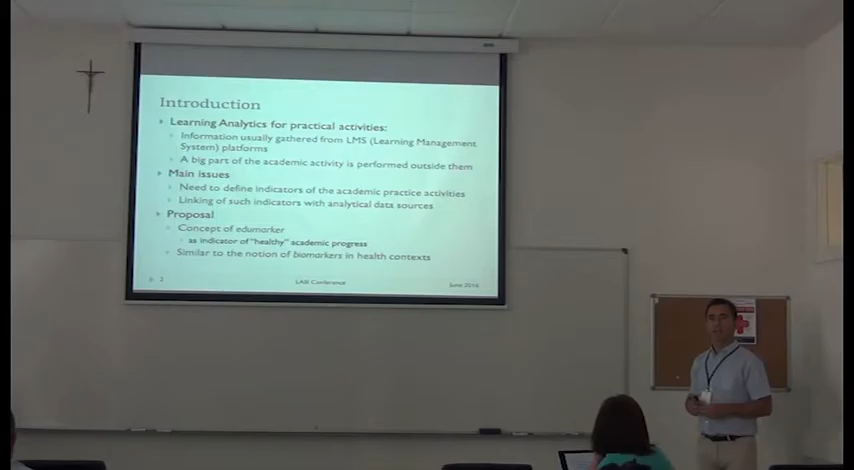 Introduction
Learning Analytics for practical activities:
Information usually gathered from LMS (Learning Management
System) platforms
A big part of the academic activity is performed outside them
Main issues
Need to define indicators of the academic practice activities
Linking of such indicators with analytical data sources
Proposal
Concept of edumarker
as indicator of "healthy" academic progress
Similar to the notion of biomarkers in health contexts
2
LASI Conference
June 2016